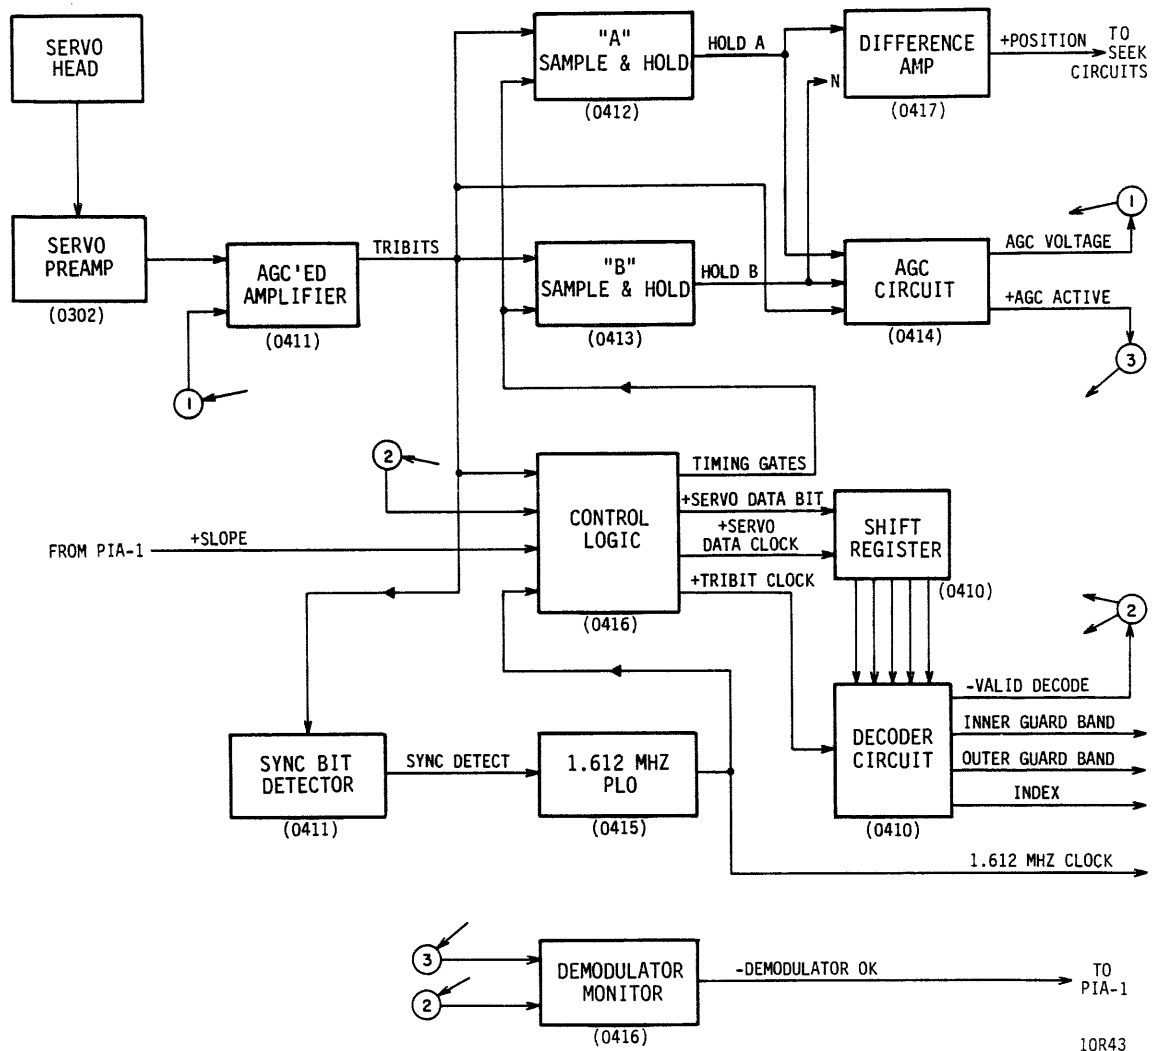 SERVO
HEAD
"A"
SAMPLE & HOLD
(0412)
HOLD A
DIFFERENCE
AMP
N
(0417)
+POSITION
TO
SEEK
CIRCUITS
SERVO
PREAMP
(0302)
AGC'ED
AMPLIFIER
(0411)
1
TRIBITS
"B"
SAMPLE & HOLD
(0413)
HOLD B
AGC
CIRCUIT
(0414)
AGC VOLTAGE
1
+AGC ACTIVE
3
2
FROM PIA-1
+SLOPE
CONTROL
LOGIC
(0416)
TIMING GATES
+SERVO DATA BIT
+SERVO
DATA CLOCK
+TRIBIT CLOCK
SHIFT
REGISTER
(0410)
2
SYNC BIT
DETECTOR
(0411)
SYNC DETECT
1.612 MHZ
PLO
(0415)
DECODER
CIRCUIT
(0410)
-VALID DECODE
INNER GUARD BAND
OUTER GUARD BAND
INDEX
1.612 MHZ CLOCK
3
2
DEMODULATOR
MONITOR
(0416)
-DEMODULATOR OK
TO
PIA-1
10R43